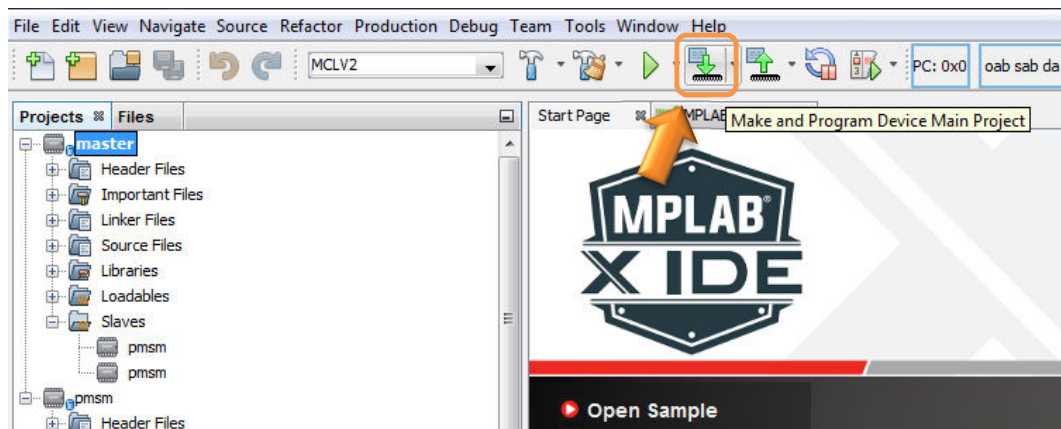 File Edit View Navigate Source Refactor Production Debug Team Tools Window Help
MCLV2 PC: 0x0 oab sab da
Projects Files
Start Page MPLAB
Make and Program Device Main Project
master
Header Files
Important Files
Linker Files
Source Files
Libraries
Loadables
Slaves
pmsm
pmsm
pmsm
Header Files
MPLAB®
X IDE
Open Sample